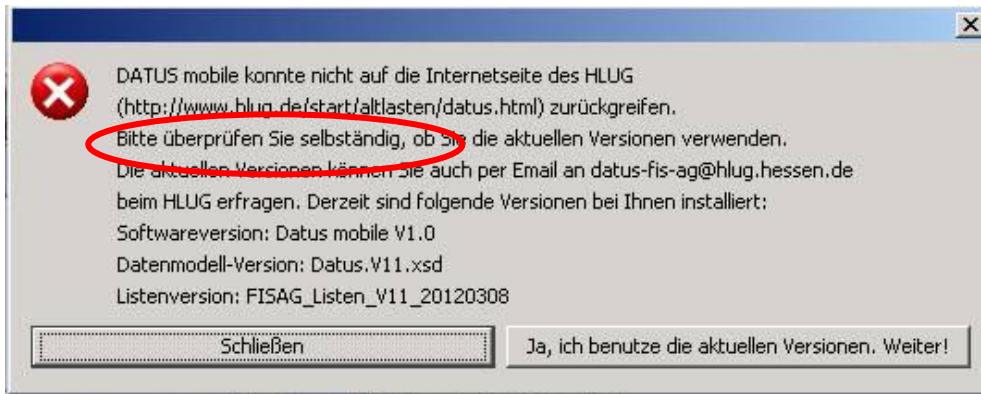 DATUS mobile konnte nicht auf die Internetseite des HLUG
(http://www.hlug.de/start/altlasten/datus.html) zurückgreifen.
Bitte überprüfen Sie selbständig, ob Sie die aktuellen Versionen verwenden.
Die aktuellen Versionen können Sie auch per Email an datus-fis-ag@hlug.hessen.de
beim HLUG erfragen. Derzeit sind folgende Versionen bei Ihnen installiert:
Softwareversion: Datus mobile V1.0
Datenmodell-Version: Datus.V11.xsd
Listenversion: FISAG_Listen_V11_20120308
Schließen
Ja, ich benutze die aktuellen Versionen. Weiter!